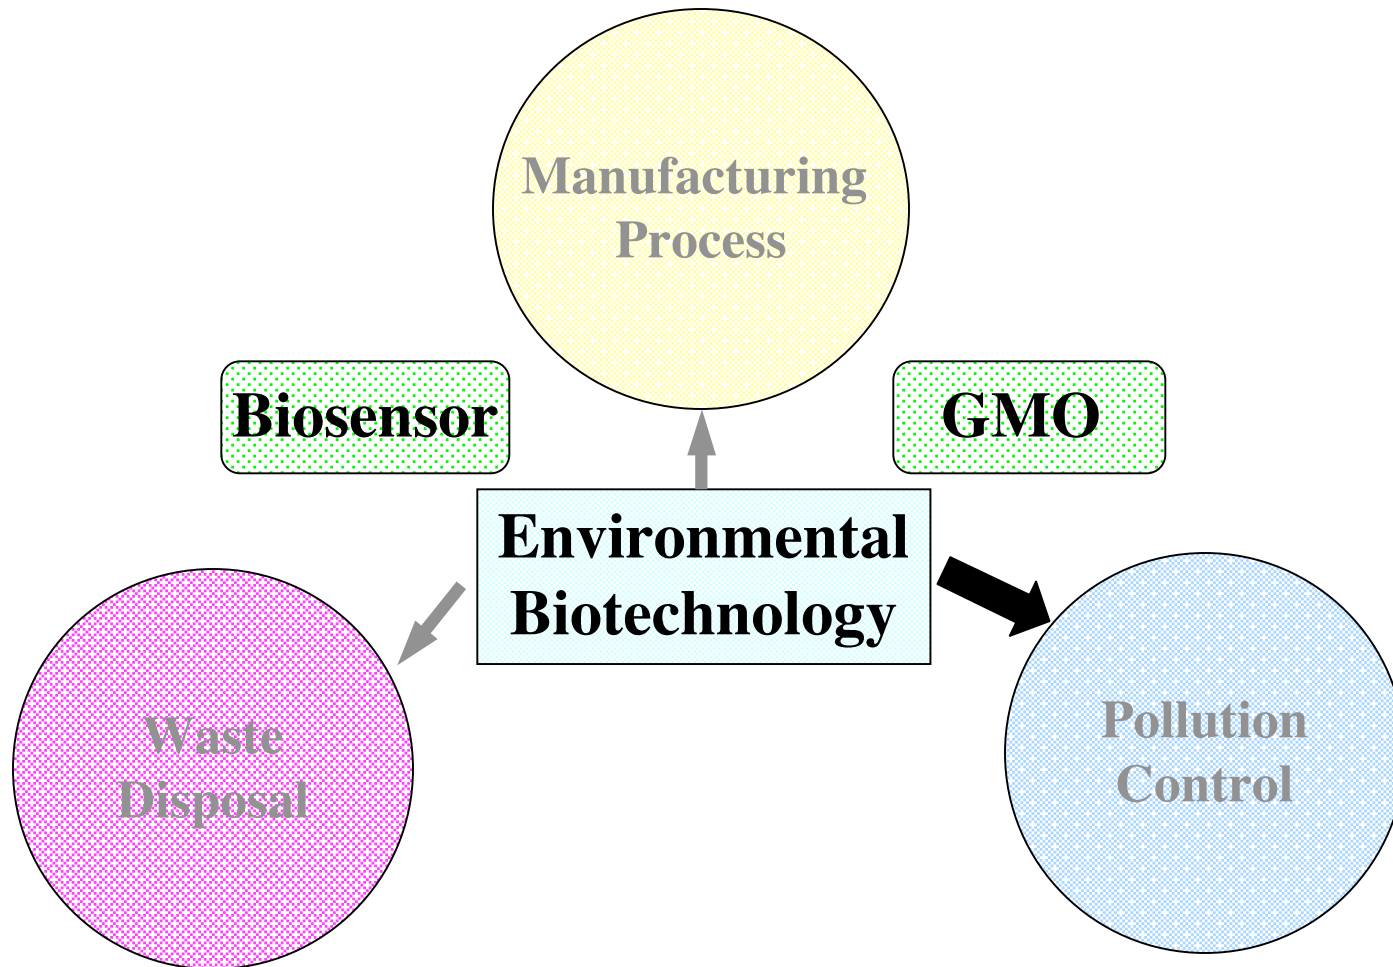 Manufacturing
Process
Biosensor
GMO
Environmental
Biotechnology
Waste
Disposal
Pollution
Control